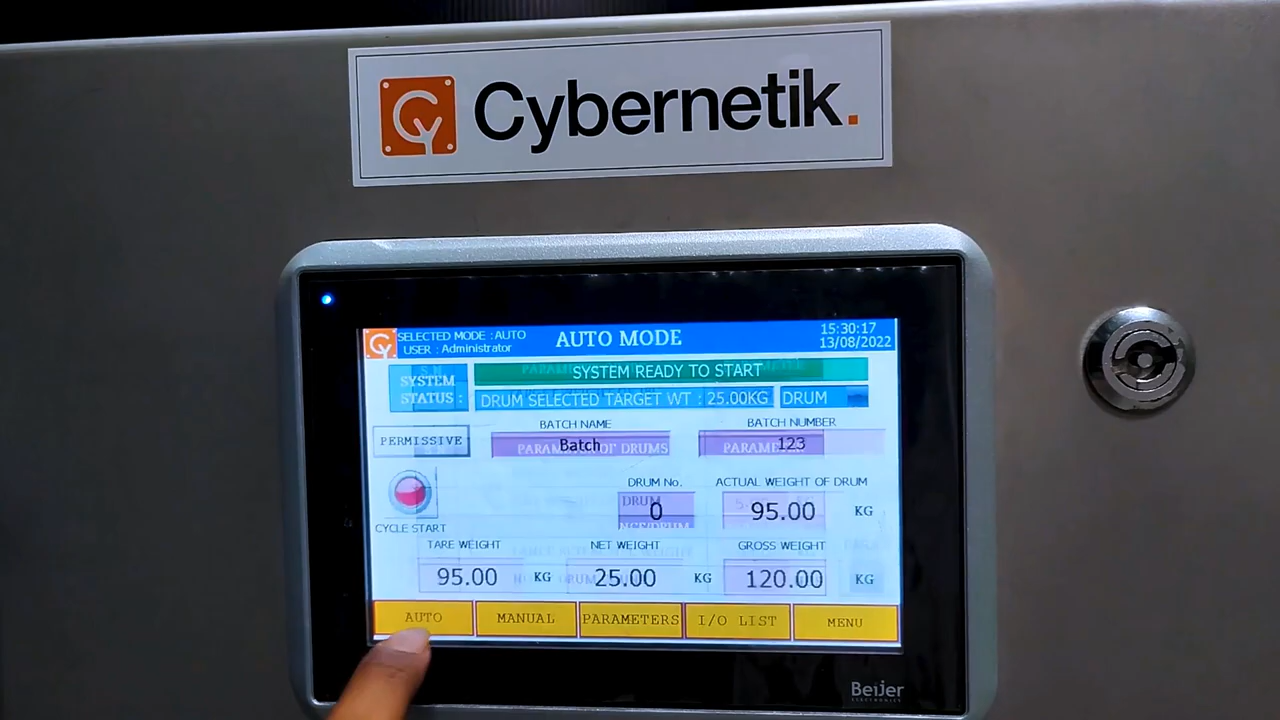 Cybernetik.
SELECTED MODE : AUTO
USER : Administrator
AUTO MODE
15:30:17
13/08/2022
SYSTEM STATUS :
SYSTEM READY TO START
DRUM SELECTED TARGET WT : 25.00KG
DRUM
PERMISSIVE
BATCH NAME
Batch
BATCH NUMBER
123
CYCLE START
DRUM No.
0
ACTUAL WEIGHT OF DRUM
95.00 KG
TARE WEIGHT
95.00 KG
NET WEIGHT
25.00 KG
GROSS WEIGHT
120.00 KG
AUTO
MANUAL
PARAMETERS
I/O LIST
MENU
Beijer
ELECTRONICS